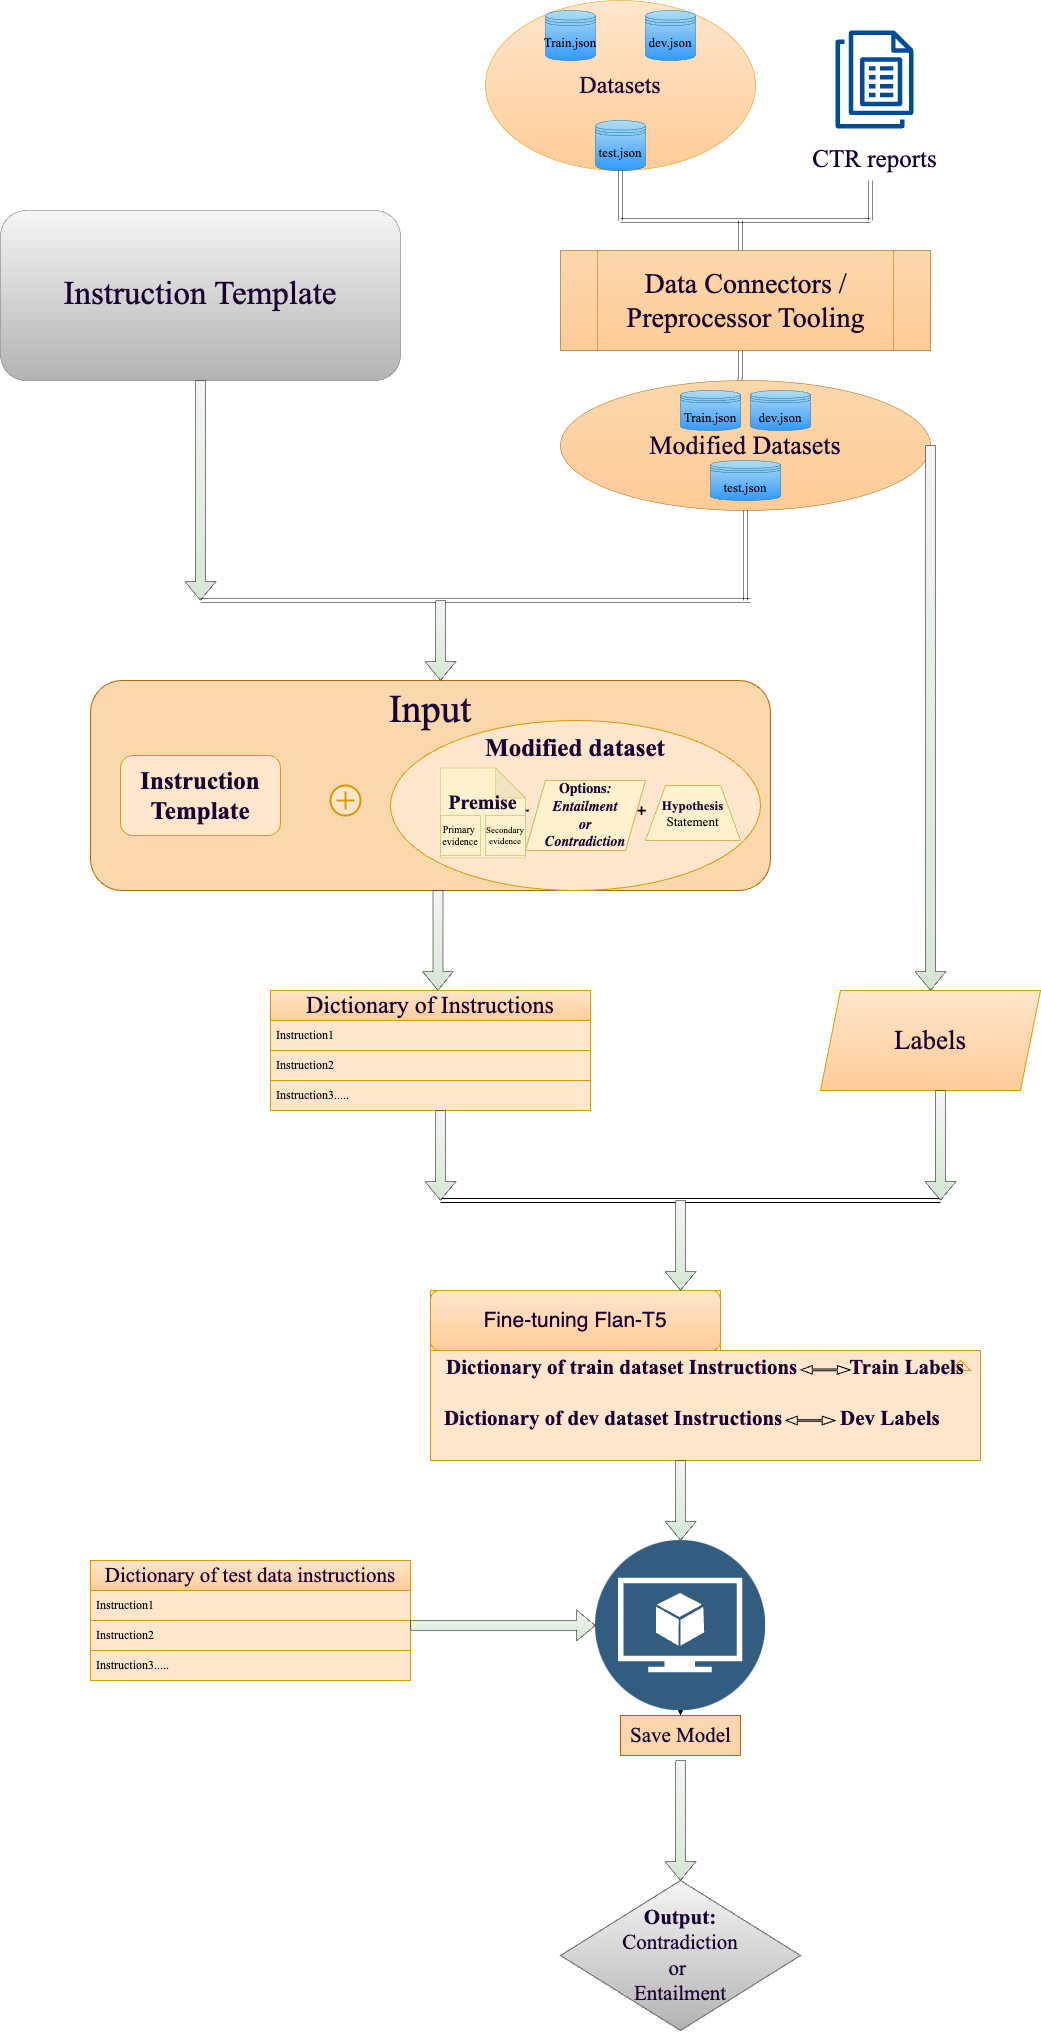 Train.json
dev.json
Datasets
test.json
CTR reports
Instruction Template
Data Connectors /
Preprocessor Tooling
Train.json
dev.json
Modified Datasets
test.json
Input
Instruction
Template
Modified dataset
Premise
Primary
evidence
Secondary
evidence
-
Options:
Entailment
or
Contradiction
+
Hypothesis
Statement
Dictionary of Instructions
Instruction1
Instruction2
Instruction3.....
Labels
Fine-tuning Flan-T5
Dictionary of train dataset Instructions Train Labels
Dictionary of dev dataset Instructions Dev Labels
Dictionary of test data instructions
Instruction1
Instruction2
Instruction3.....
Save Model
Output:
Contradiction
or
Entailment